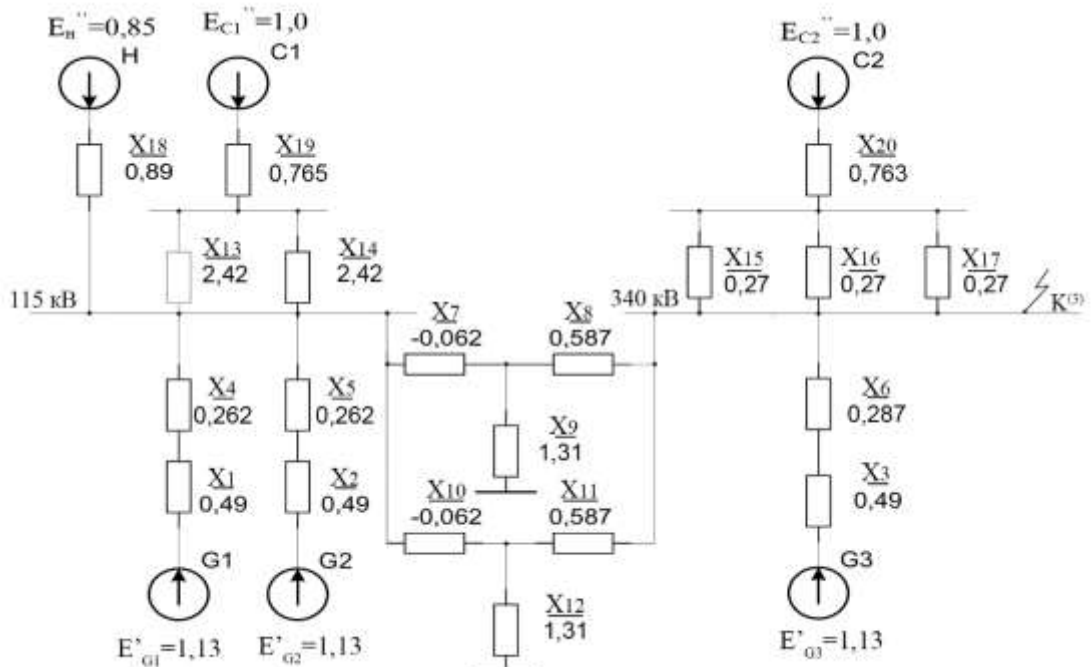 Eн''=0,85
EC1''=1,0
EC2''=1,0
H
C1
C2
X18
0,89
X19
0,765
X20
0,763
X13
2,42
X14
2,42
X15
0,27
X16
0,27
X17
0,27
115 кВ
340 кВ
К(3)
X7
-0,062
X8
0,587
X4
0,262
X5
0,262
X6
0,287
X9
1,31
X1
0,49
X2
0,49
X10
-0,062
X11
0,587
X3
0,49
G1
G2
G3
X12
1,31
E'G1=1,13
E'G2=1,13
E'G3=1,13